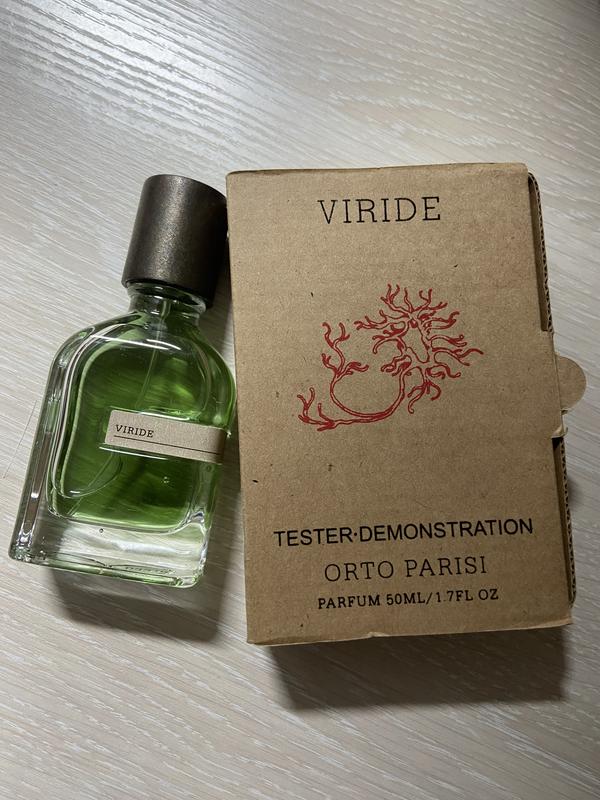 VIRIDE
VIRIDE
TESTER·DEMONSTRATION
ORTO PARISI
PARFUM 50ML/1.7FL OZ